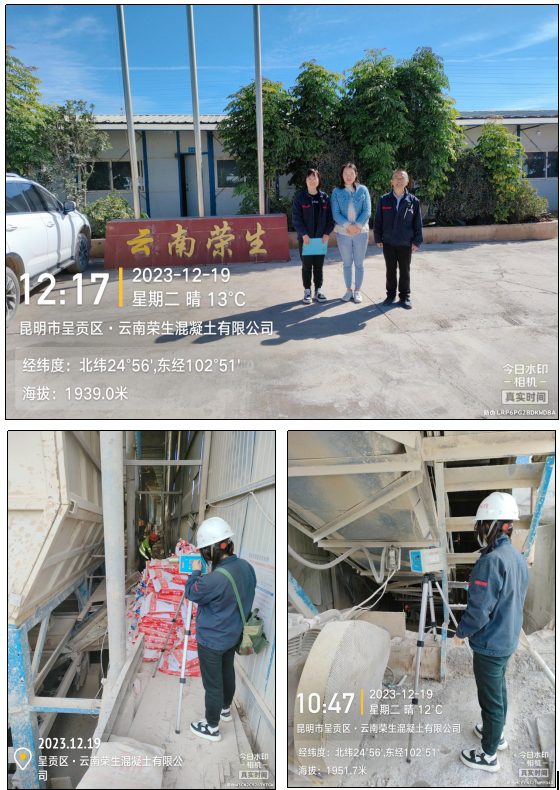 云南荣生
12:17
2023-12-19
星期二 晴 13°C
昆明市呈贡区·云南荣生混凝土有限公司
经纬度：北纬24°56',东经102°51'
海拔：1939.0米
今日水印
-相机-
真实时间
2023.12.19
呈贡区·云南荣生混凝土有限公
司
今日水印
相机
真实时间
10:47
2023-12-19
星期二 晴 12°C
昆明市呈贡区·云南荣生混凝土有限公司
经纬度：北纬24°56',东经102°51'
海拔：1951.7米
今日水印
-相机-
真实时间